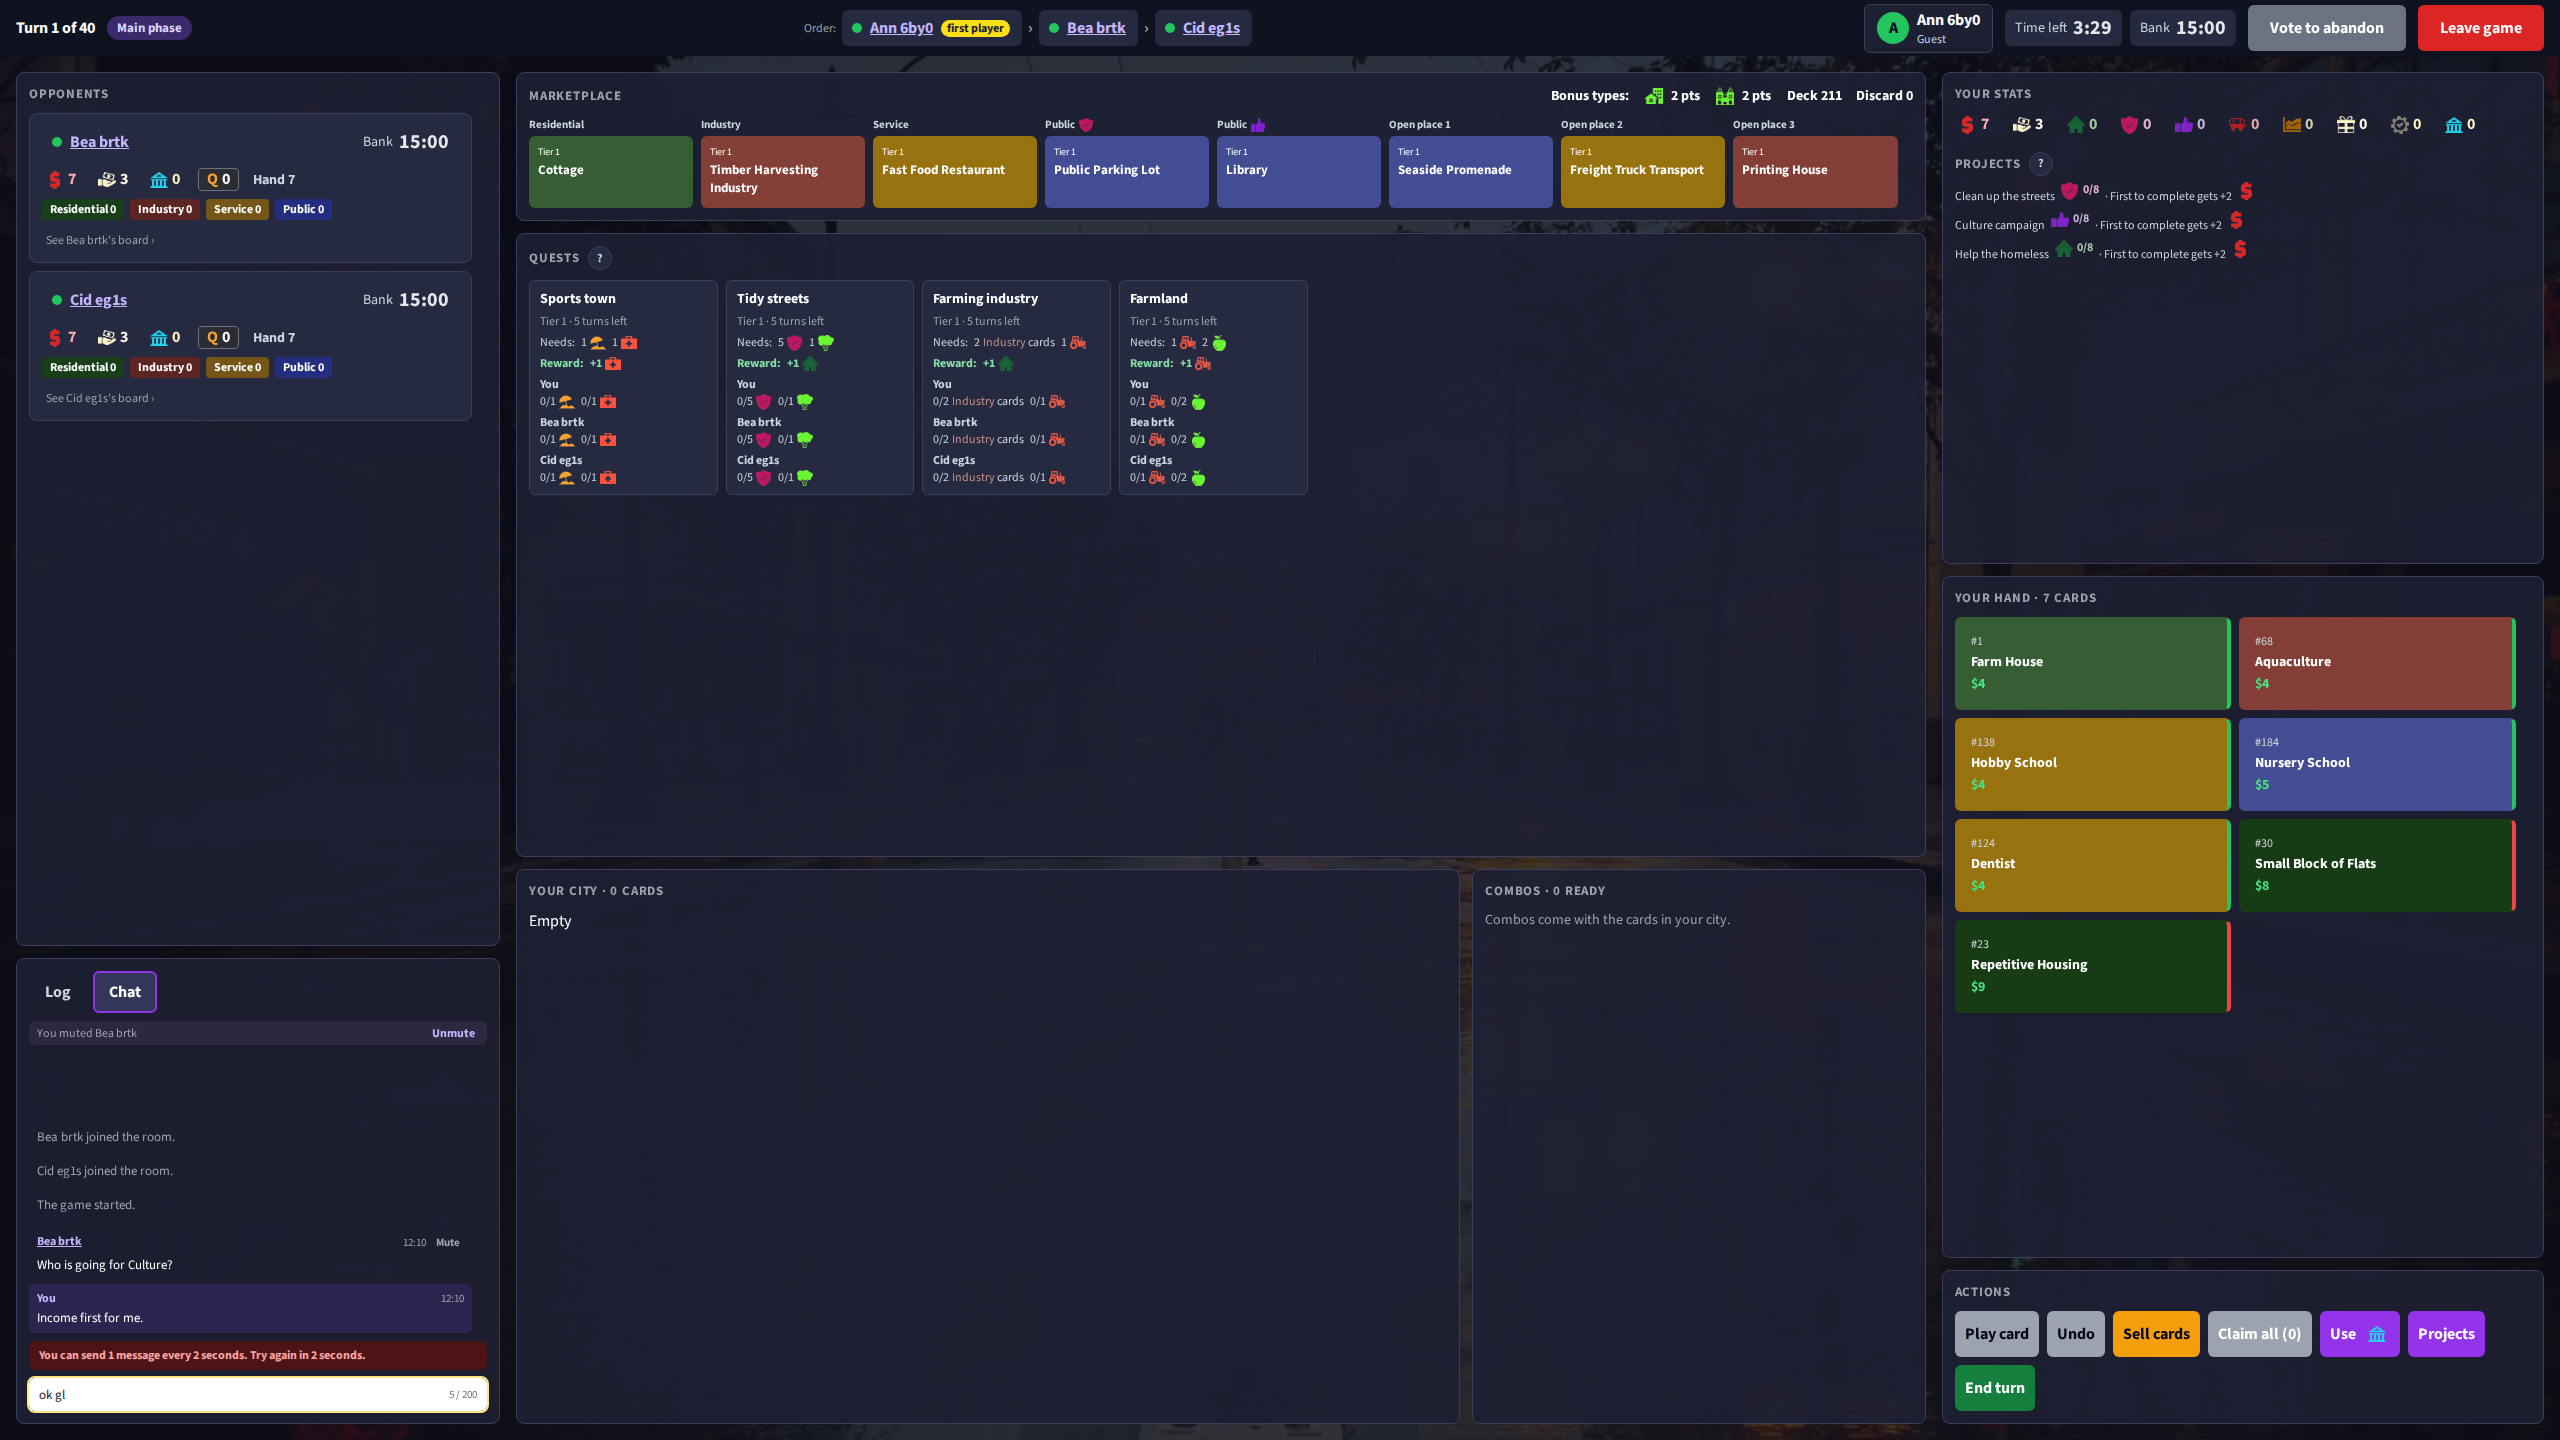 Turn 1 of 40 Main phase
Order: Ann 6by0 first player › Bea brtk › Cid eg1s
A Ann 6by0 Guest
Time left 3:29 Bank 15:00 Vote to abandon Leave game
OPPONENTS
Bea brtk Bank 15:00
7 3 0 Q 0 Hand 7
Residential 0 Industry 0 Service 0 Public 0
See Bea brtk's board ›
Cid eg1s Bank 15:00
7 3 0 Q 0 Hand 7
Residential 0 Industry 0 Service 0 Public 0
See Cid eg1s's board ›
Log Chat
You muted Bea brtk Unmute
Bea brtk joined the room.
Cid eg1s joined the room.
The game started.
Bea brtk 12:10 Mute
Who is going for Culture?
You 12:10
Income first for me.
You can send 1 message every 2 seconds. Try again in 2 seconds.
ok gl 5 / 200
MARKETPLACE Bonus types: 2 pts 2 pts Deck 211 Discard 0
Residential Industry Service Public Public Open place 1 Open place 2 Open place 3
Tier 1 Tier 1 Tier 1 Tier 1 Tier 1 Tier 1 Tier 1 Tier 1
Cottage Timber Harvesting Fast Food Restaurant Public Parking Lot Library Seaside Promenade Freight Truck Transport Printing House
Industry
QUESTS ?
Sports town
Tier 1 · 5 turns left
Needs: 1 1
Reward: +1
You
0/1 0/1
Bea brtk
0/1 0/1
Cid eg1s
0/1 0/1
Tidy streets
Tier 1 · 5 turns left
Needs: 5 1
Reward: +1
You
0/5 0/1
Bea brtk
0/5 0/1
Cid eg1s
0/5 0/1
Farming industry
Tier 1 · 5 turns left
Needs: 2 Industry cards 1
Reward: +1
You
0/2 Industry cards 0/1
Bea brtk
0/2 Industry cards 0/1
Cid eg1s
0/2 Industry cards 0/1
Farmland
Tier 1 · 5 turns left
Needs: 1 2
Reward: +1
You
0/1 0/2
Bea brtk
0/1 0/2
Cid eg1s
0/1 0/2
YOUR CITY · 0 CARDS
Empty
COMBOS · 0 READY
Combos come with the cards in your city.
YOUR STATS
7 3 0 0 0 0 0 0 0 0
PROJECTS ?
Clean up the streets 0/8 · First to complete gets +2
Culture campaign 0/8 · First to complete gets +2
Help the homeless 0/8 · First to complete gets +2
YOUR HAND · 7 CARDS
#1
Farm House
$4
#68
Aquaculture
$4
#138
Hobby School
$4
#184
Nursery School
$5
#124
Dentist
$4
#30
Small Block of Flats
$8
#23
Repetitive Housing
$9
ACTIONS
Play card Undo Sell cards Claim all (0) Use Projects
End turn